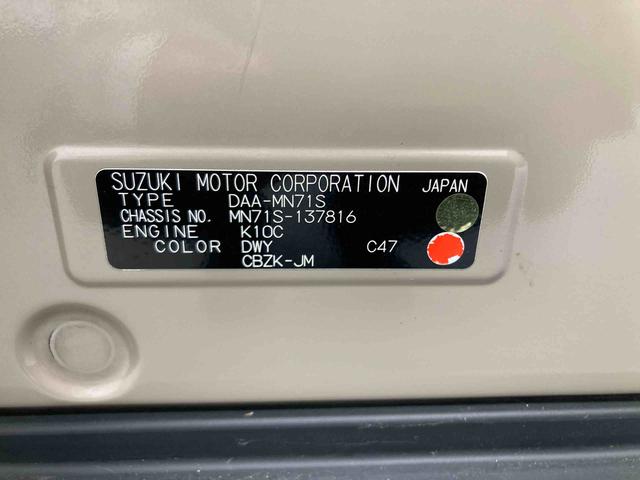 SUZUKI MOTOR CORPORATION JAPAN
TYPE DAA-MN71S
CHASSIS NO. MN71S-137816
ENGINE K10C
COLOR DWY C47
CBZK-JM